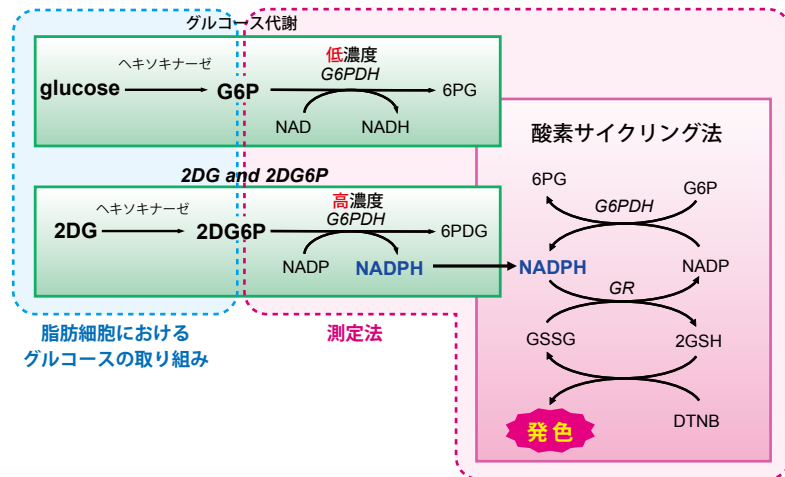 グルコース代謝
ヘキソキナーゼ
glucose
G6P
低濃度
G6PDH
6PG
NAD
NADH
2DG and 2DG6P
ヘキソキナーゼ
2DG
2DG6P
高濃度
G6PDH
6PDG
NADP
NADPH
脂肪細胞における
グルコースの取り組み
測定法
酸素サイクリング法
6PG
G6P
G6PDH
NADPH
NADP
GR
GSSG
2GSH
発色
DTNB